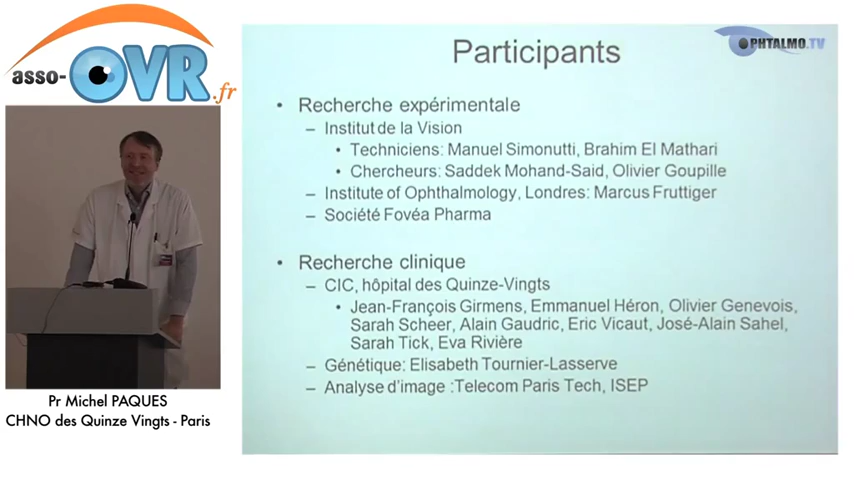 asso-OVR.fr
OPHTALMO.TV
Participants
• Recherche expérimentale
– Institut de la Vision
• Techniciens: Manuel Simonutti, Brahim El Mathari
• Chercheurs: Saddek Mohand-Said, Olivier Goupille
– Institute of Ophthalmology, Londres: Marcus Fruttiger
– Société Fovéa Pharma
• Recherche clinique
– CIC, hôpital des Quinze-Vingts
• Jean-François Girmens, Emmanuel Héron, Olivier Genevois,
Sarah Scheer, Alain Gaudric, Eric Vicaut, José-Alain Sahel,
Sarah Tick, Eva Rivière
– Génétique: Elisabeth Tournier-Lasserve
– Analyse d'image :Telecom Paris Tech, ISEP
Pr Michel PAQUES
CHNO des Quinze Vingts - Paris